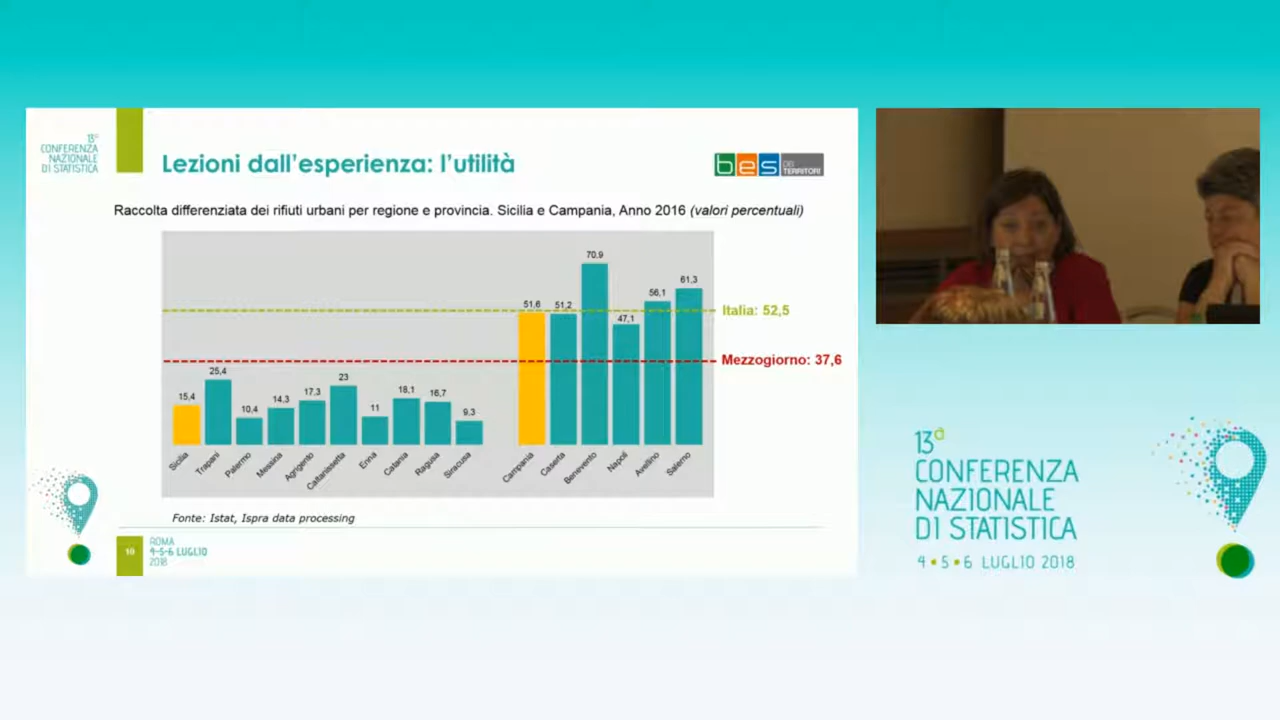 13ª
CONFERENZA
NAZIONALE
DI STATISTICA
Lezioni dall'esperienza: l'utilità
bes DEI TERRITORI
Raccolta differenziata dei rifiuti urbani per regione e provincia. Sicilia e Campania, Anno 2016 (valori percentuali)
70,9
61,3
56,1
51,6
51,2
47,1
Italia: 52,5
Mezzogiorno: 37,6
15,4
25,4
10,4
14,3
17,3
23
11
18,1
16,7
9,3
Sicilia
Trapani
Palermo
Messina
Agrigento
Caltanissetta
Enna
Catania
Ragusa
Siracusa
Campania
Caserta
Benevento
Napoli
Avellino
Salerno
Fonte: Istat, Ispra data processing
10
ROMA
4-5-6 LUGLIO
2018
13ª
CONFERENZA
NAZIONALE
DI STATISTICA
4 • 5 • 6 LUGLIO 2018